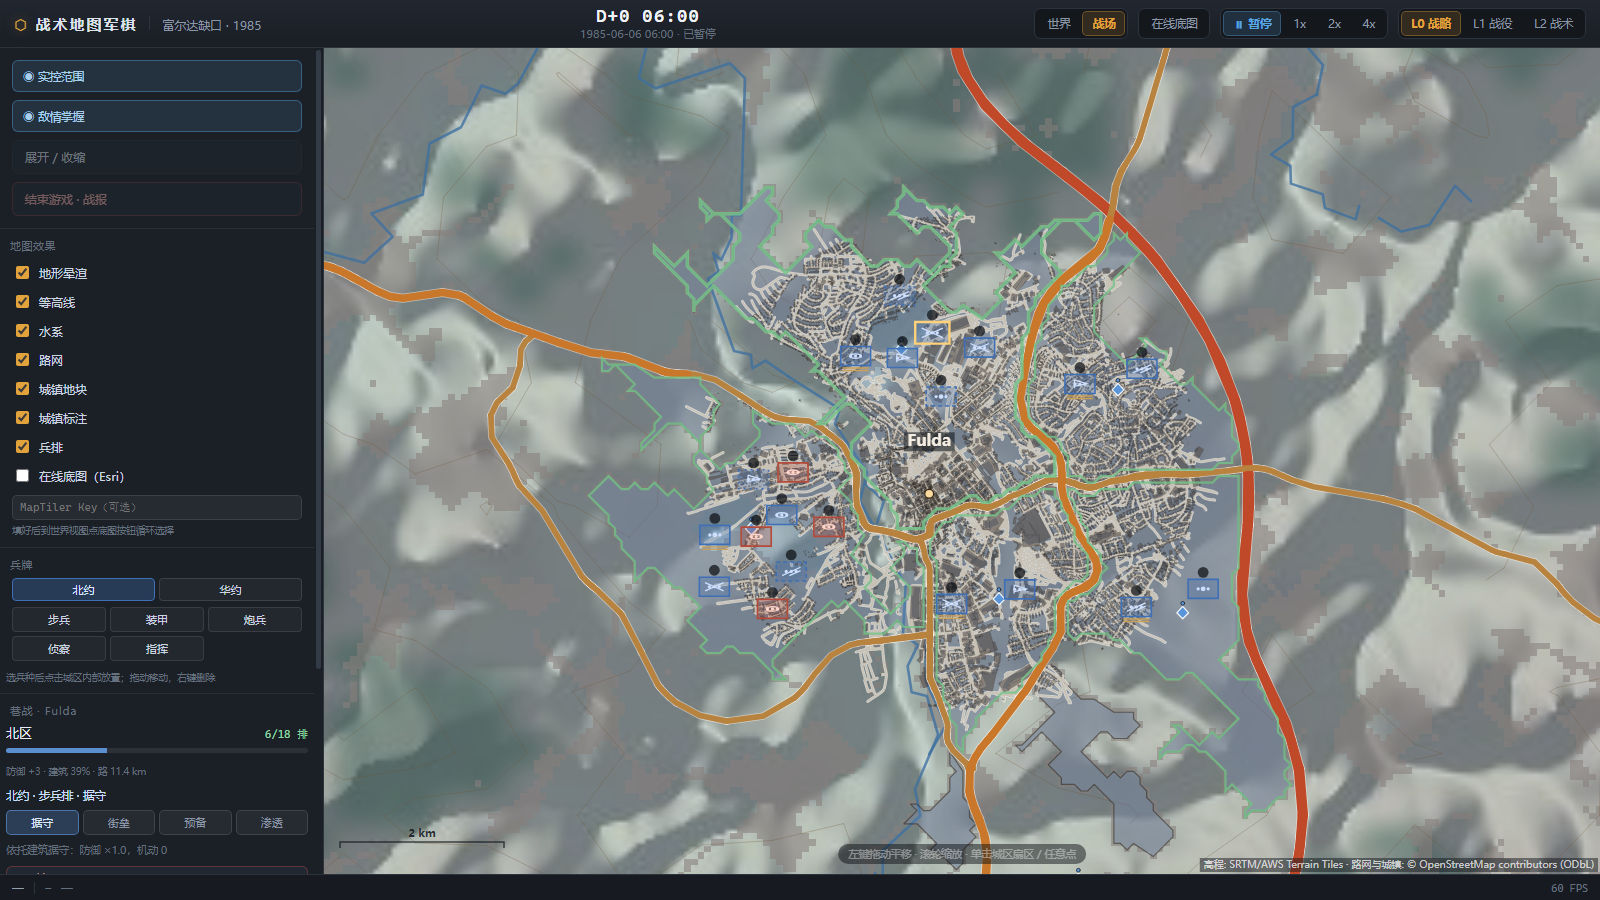 战术地图军棋
富尔达缺口 · 1985
D+0 06:00
1985-06-06 06:00 · 已暂停
世界
战场
在线底图
⏸ 暂停
1x
2x
4x
L0 战略
L1 战役
L2 战术
◉ 实控范围
◉ 敌情掌握
展开 / 收缩
结束游戏 · 战报
地图效果
地形晕渲
等高线
水系
路网
城镇地块
城镇标注
兵排
在线底图（Esri）
MapTiler Key（可选）
填好后到世界视图点底图按钮循环选择
兵牌
北约
华约
步兵
装甲
炮兵
侦察
指挥
选兵种后点击城区内部放置；拖动移动，右键删除
巷战 · Fulda
北区
6/18 排
防御 +3 · 建筑 39% · 路 11.4 km
北约 · 步兵排 · 据守
据守
街垒
预备
渗透
依托建筑据守：防御 ×1.0，机动 0
Fulda
2 km
左键拖动平移 · 滚轮缩放 · 单击城区扇区 / 任意点
高程: SRTM/AWS Terrain Tiles · 路网与城镇: © OpenStreetMap contributors (ODbL)
— – —
60 FPS